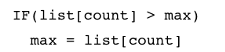 IF(list[count] > max)
max = list[count]